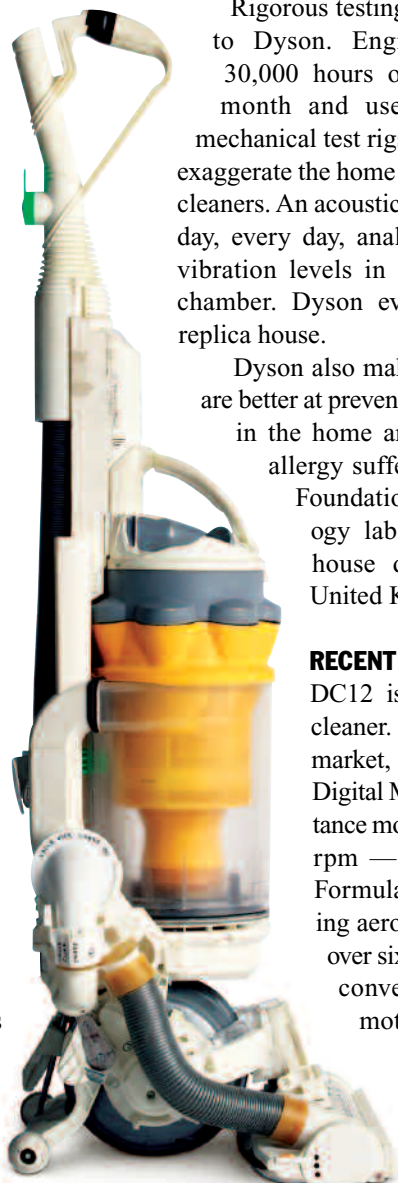 Rigorous testing
to Dyson. Engi
30,000 hours o
month and use
mechanical test rigs
exaggerate the home
cleaners. An acoustic
day, every day, anal
vibration levels in
chamber. Dyson ev
replica house.
Dyson also mak
are better at preven
in the home an
allergy suffe
Foundatio
ogy lab
house d
United K
RECENT
DC12 is
cleaner.
market,
Digital M
tance mo
rpm —
Formula
ing aero
over six
conve
mot
s